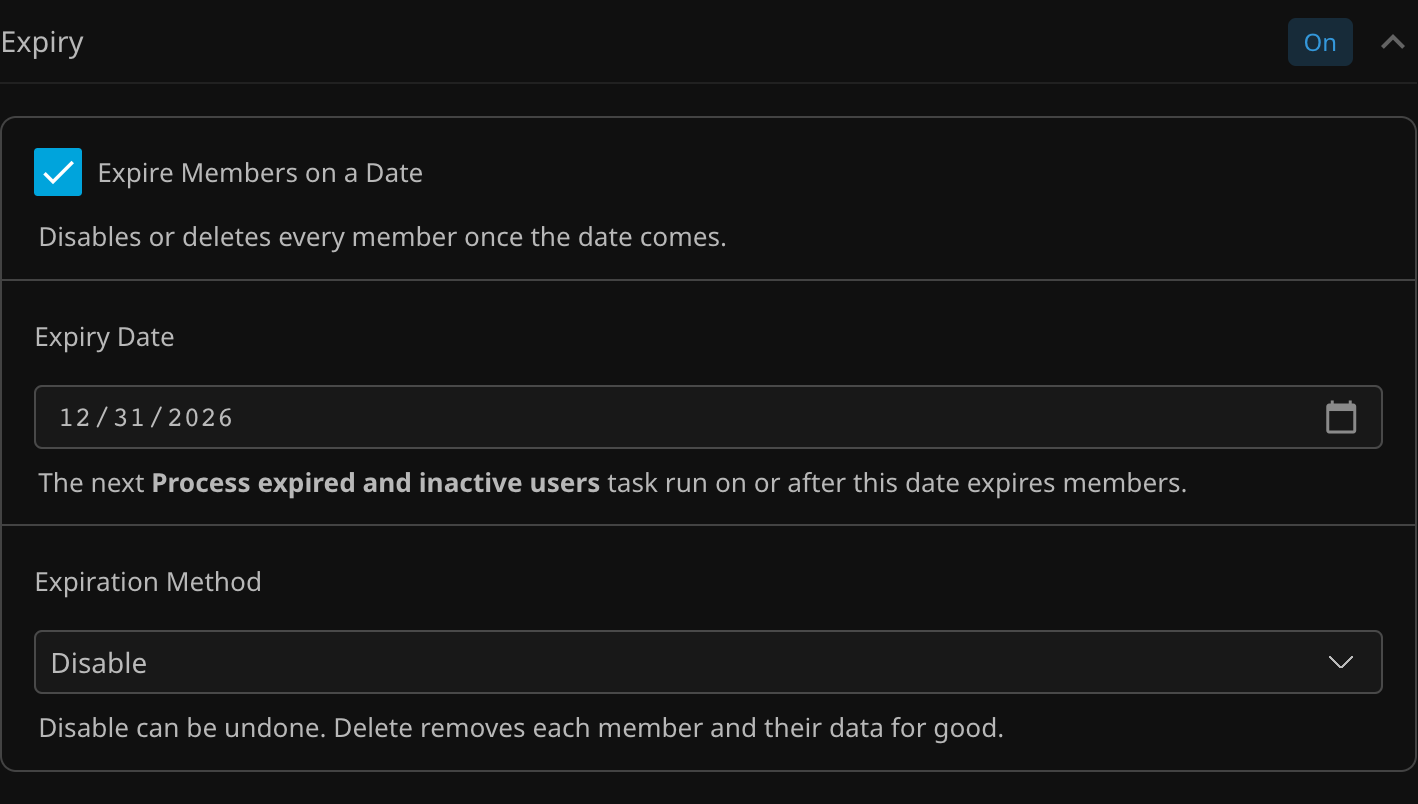 Expiry
On
Expire Members on a Date
Disables or deletes every member once the date comes.
Expiry Date
12/31/2026
The next Process expired and inactive users task run on or after this date expires members.
Expiration Method
Disable
Disable can be undone. Delete removes each member and their data for good.